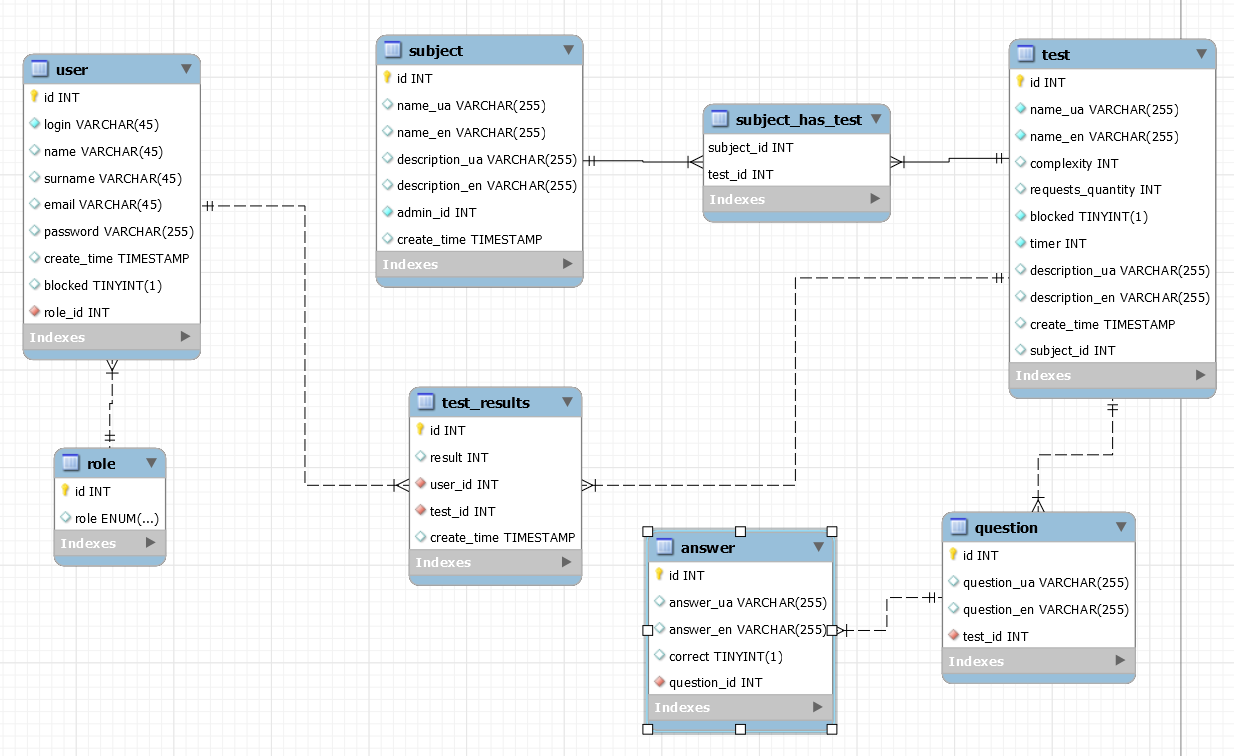 user
id INT
login VARCHAR(45)
name VARCHAR(45)
surname VARCHAR(45)
email VARCHAR(45)
password VARCHAR(255)
create_time TIMESTAMP
blocked TINYINT(1)
role_id INT
Indexes
role
id INT
role ENUM(...)
Indexes
subject
id INT
name_ua VARCHAR(255)
name_en VARCHAR(255)
description_ua VARCHAR(255)
description_en VARCHAR(255)
admin_id INT
create_time TIMESTAMP
Indexes
subject_has_test
subject_id INT
test_id INT
Indexes
test
id INT
name_ua VARCHAR(255)
name_en VARCHAR(255)
complexity INT
requests_quantity INT
blocked TINYINT(1)
timer INT
description_ua VARCHAR(255)
description_en VARCHAR(255)
create_time TIMESTAMP
subject_id INT
Indexes
test_results
id INT
result INT
user_id INT
test_id INT
create_time TIMESTAMP
Indexes
answer
id INT
answer_ua VARCHAR(255)
answer_en VARCHAR(255)
correct TINYINT(1)
question_id INT
Indexes
question
id INT
question_ua VARCHAR(255)
question_en VARCHAR(255)
test_id INT
Indexes